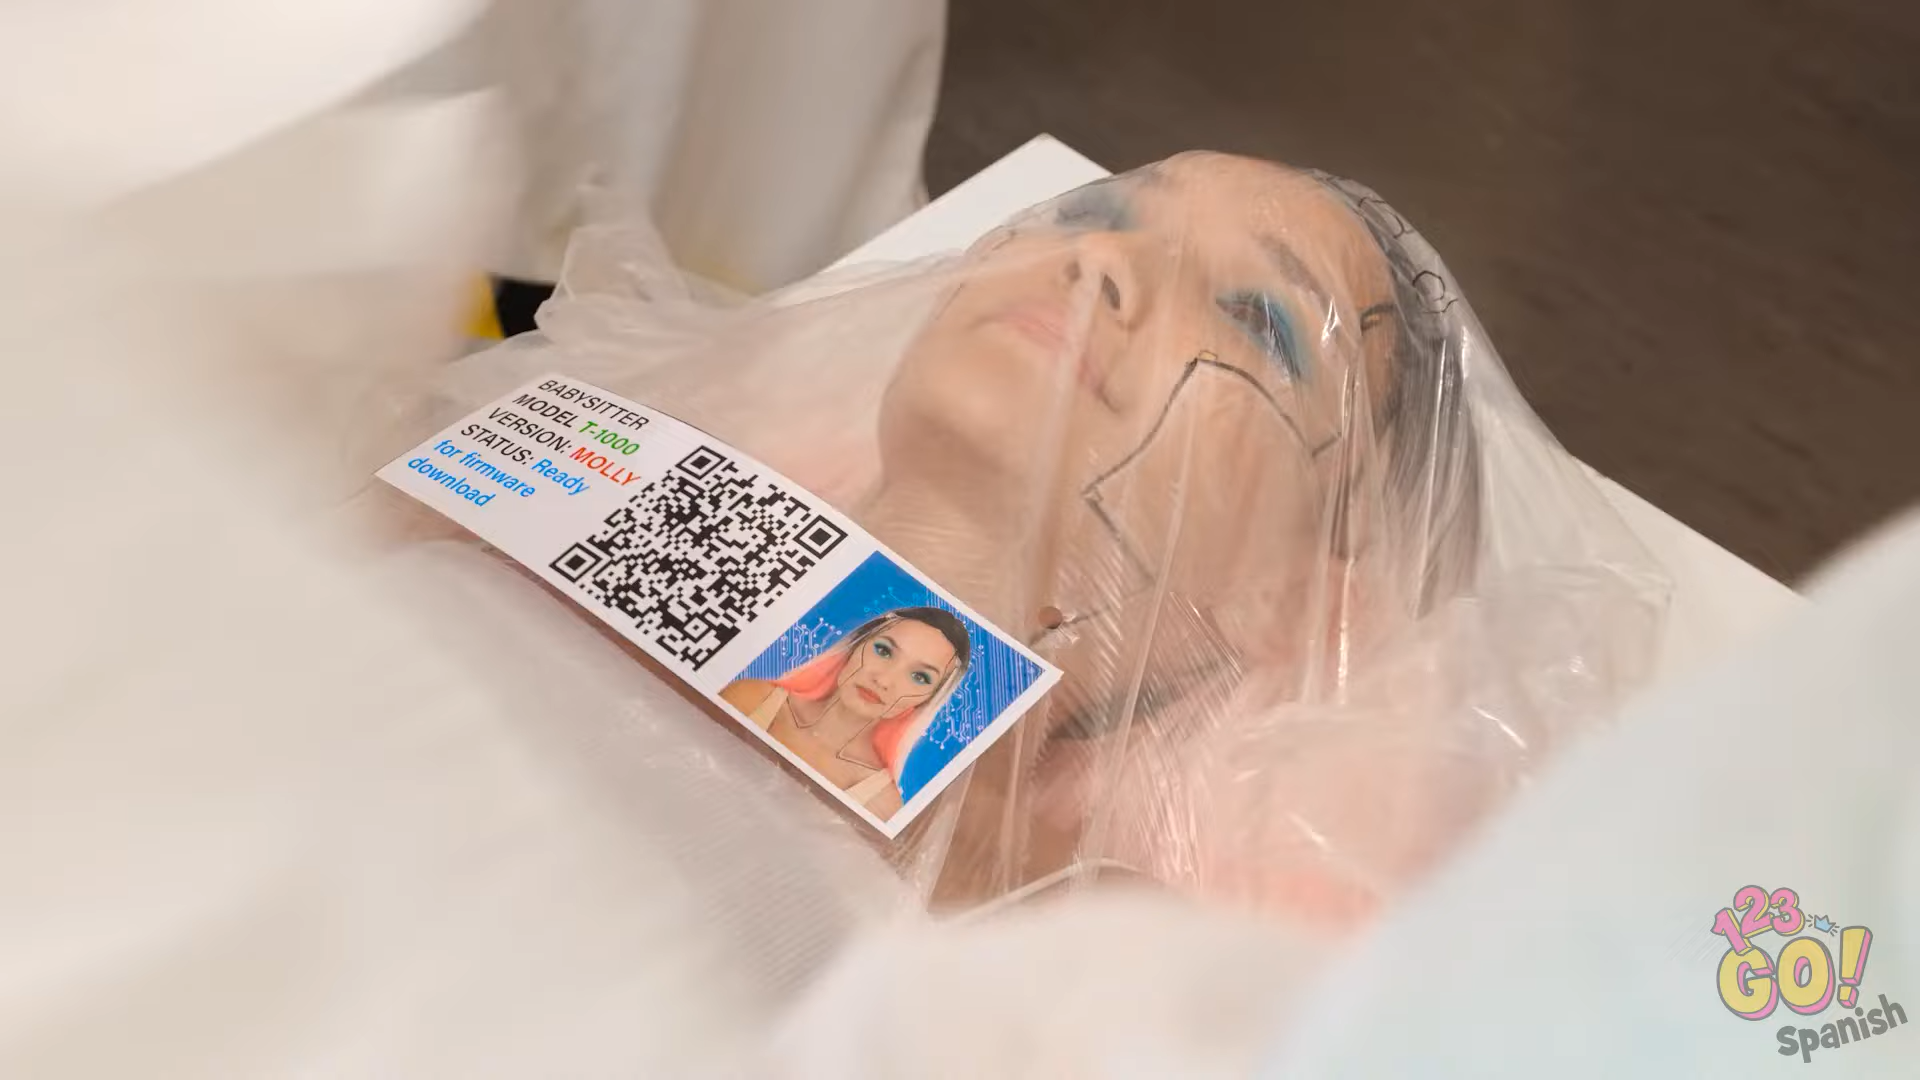 BABYSITTER
MODEL T-1000
VERSION: MOLLY
STATUS: Ready
for firmware
download
123
GO!
Spanish